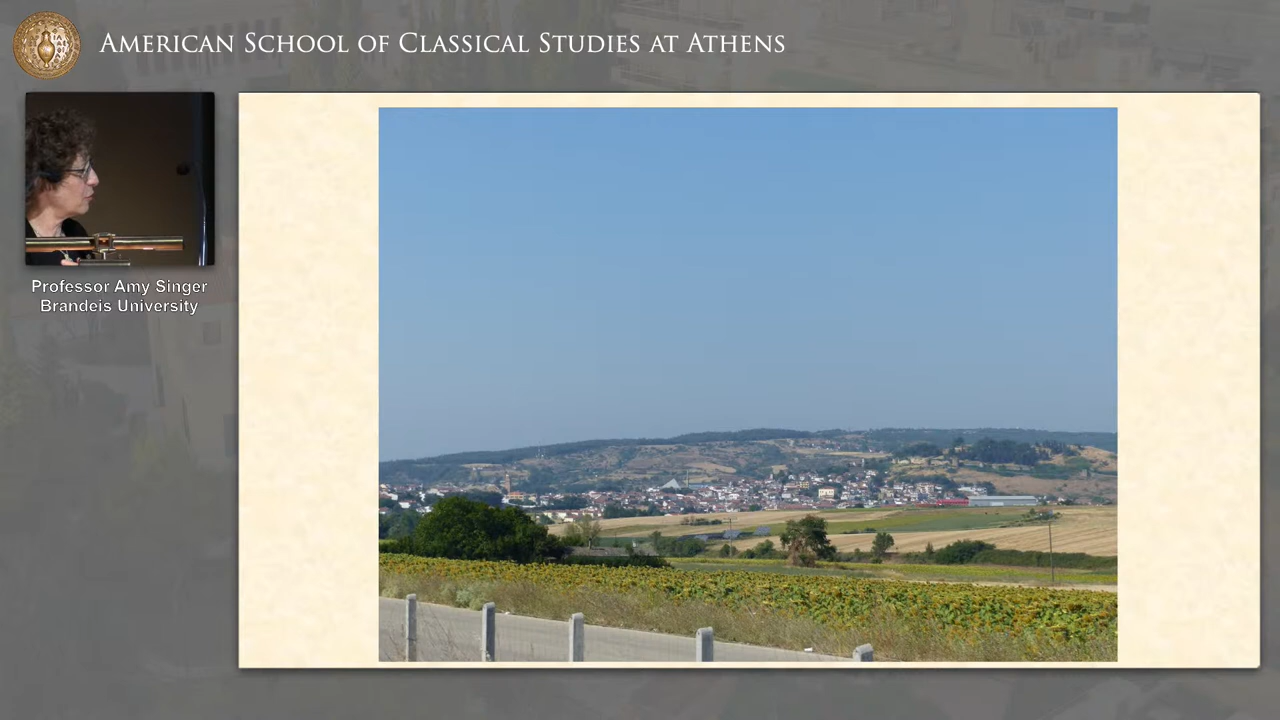 AMERICAN SCHOOL OF CLASSICAL STUDIES AT ATHENS
Professor Amy Singer
Brandeis University